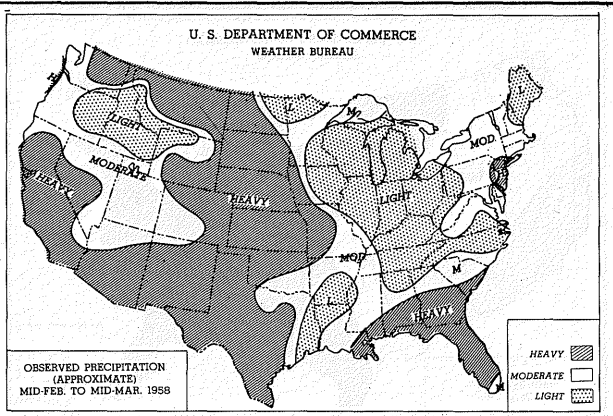 U. S. DEPARTMENT OF COMMERCE
WEATHER BUREAU
H
LIGHT
L
M
L
MOD.
MODERATE
HEAVY
HEAVY
LIGHT
MOD.
M
L
HEAVY
M
OBSERVED PRECIPITATION
(APPROXIMATE)
MID-FEB. TO MID-MAR. 1958
HEAVY
MODERATE
LIGHT